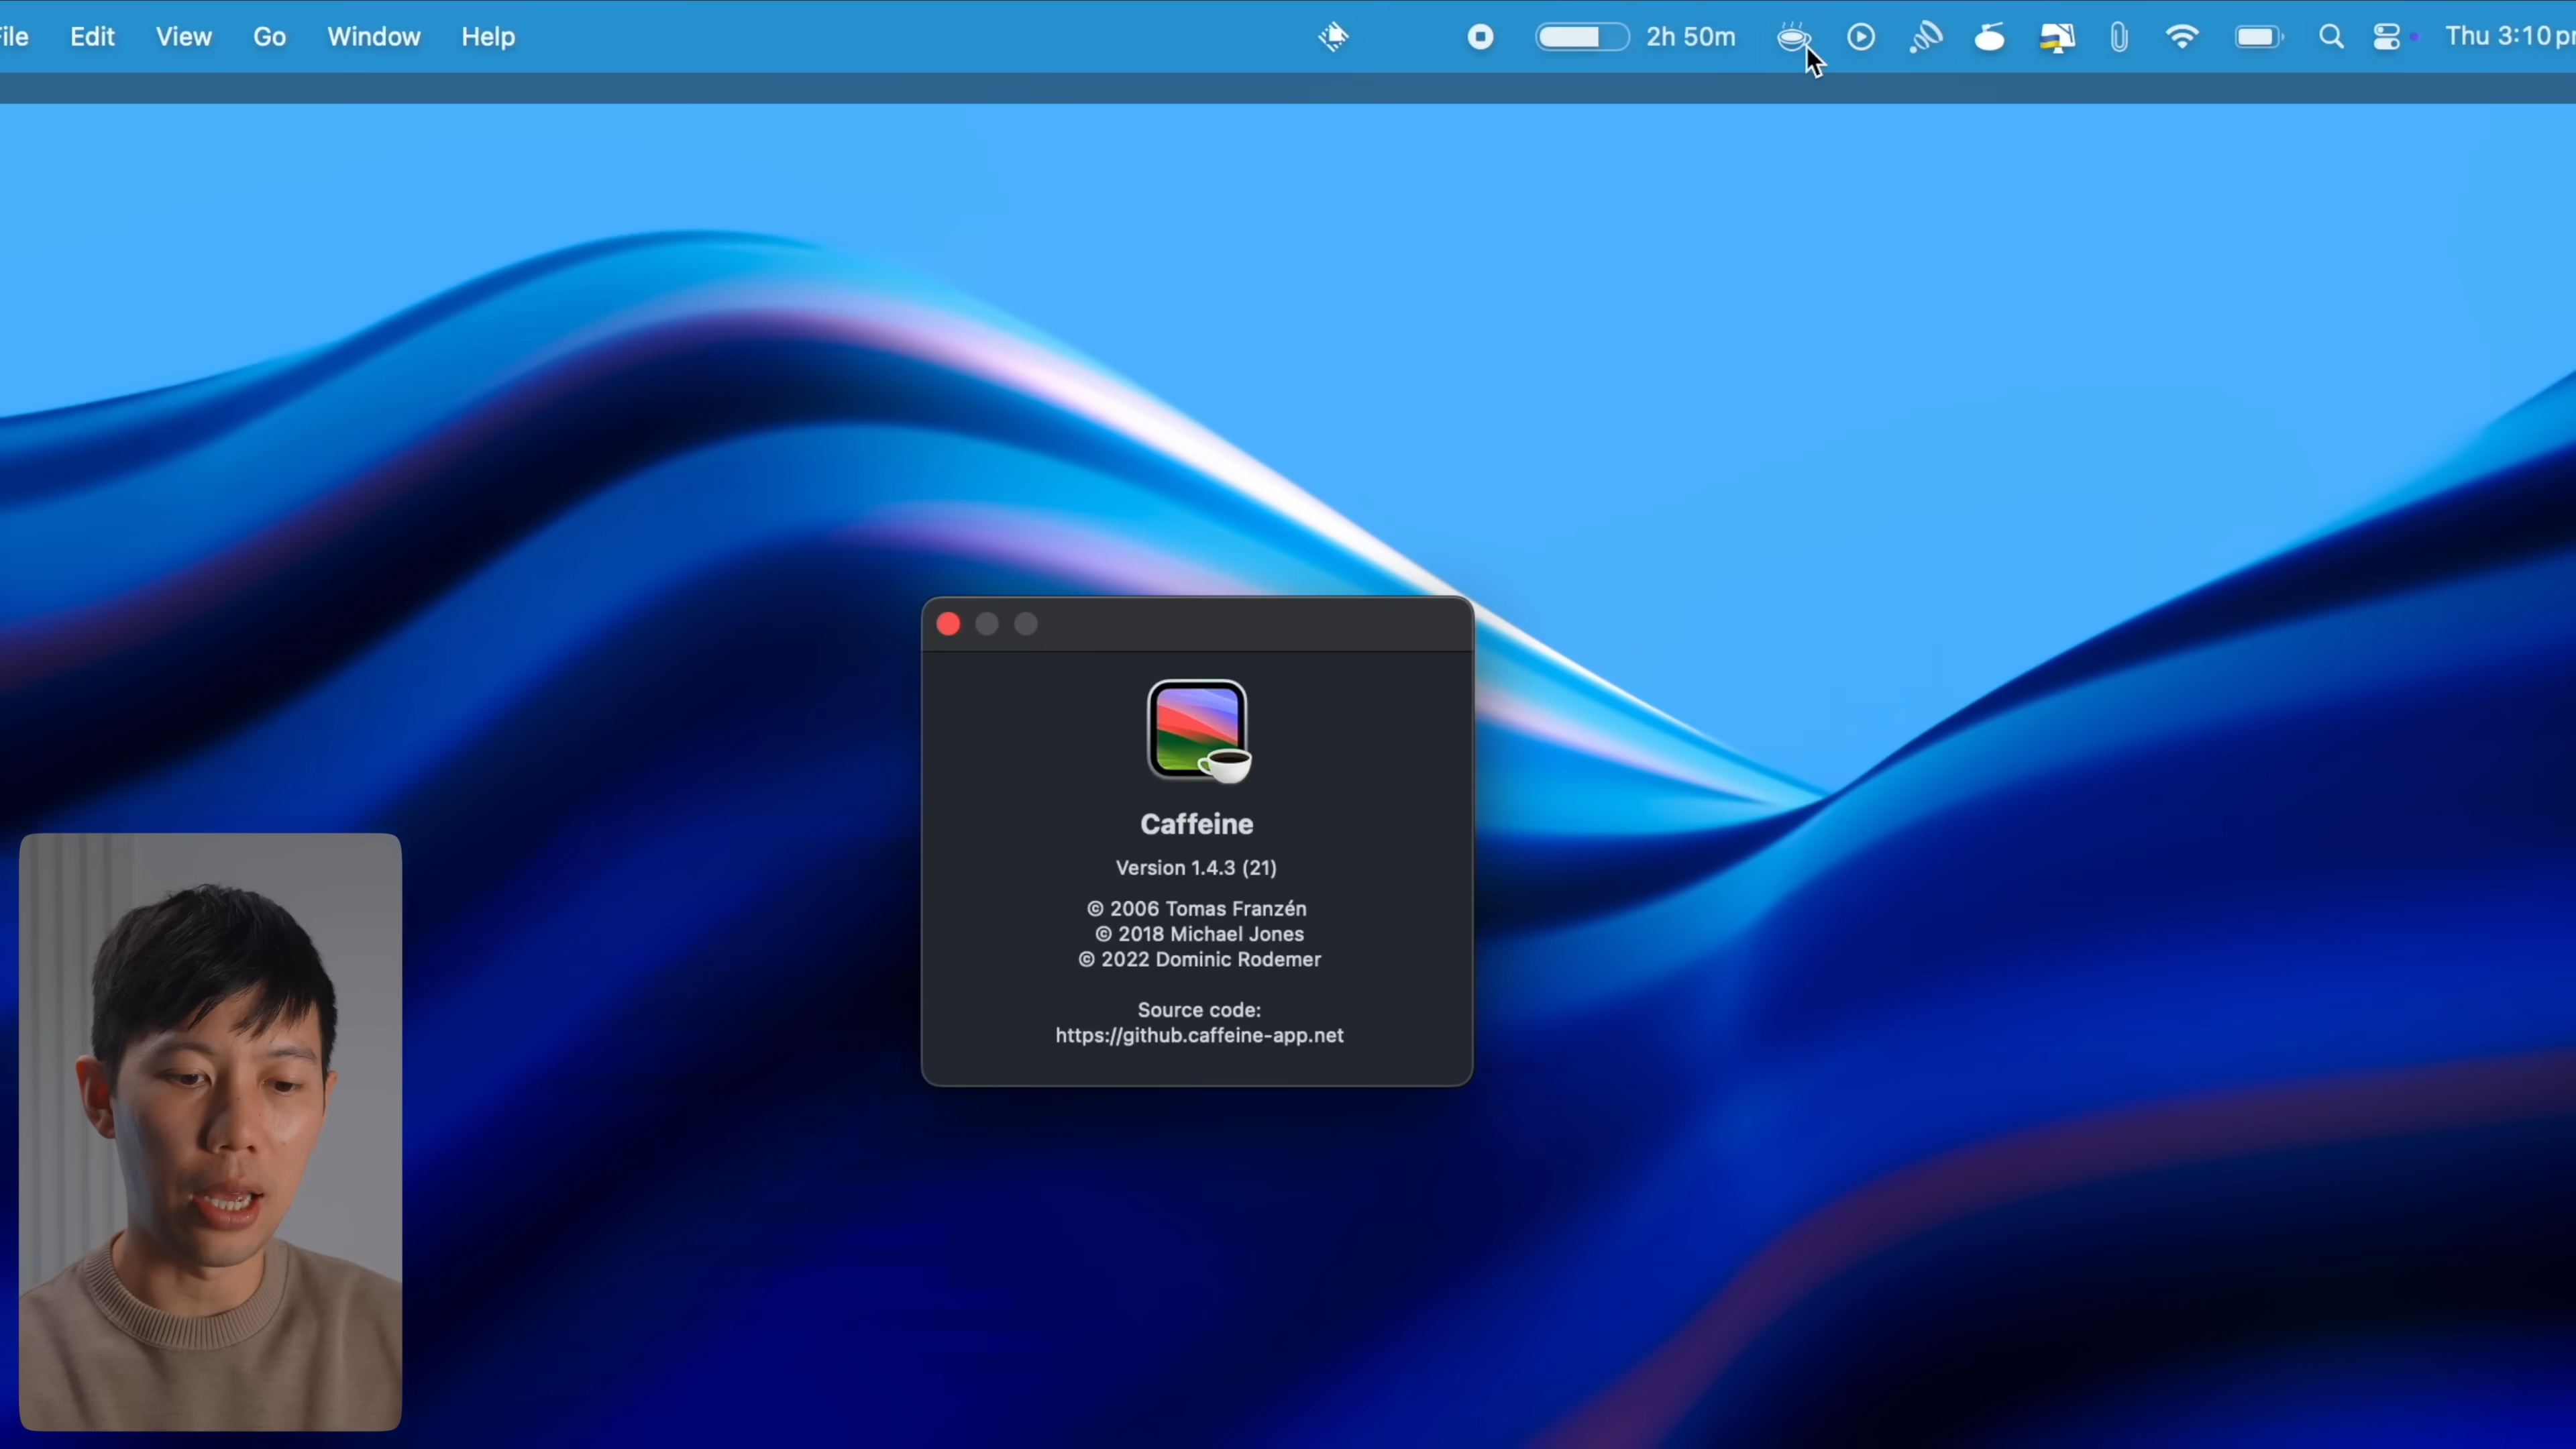 File Edit View Go Window Help 2h 50m Thu 3:10 pm
Caffeine
Version 1.4.3 (21)
© 2006 Tomas Franzén
© 2018 Michael Jones
© 2022 Dominic Rodemer
Source code:
https://github.caffeine-app.net